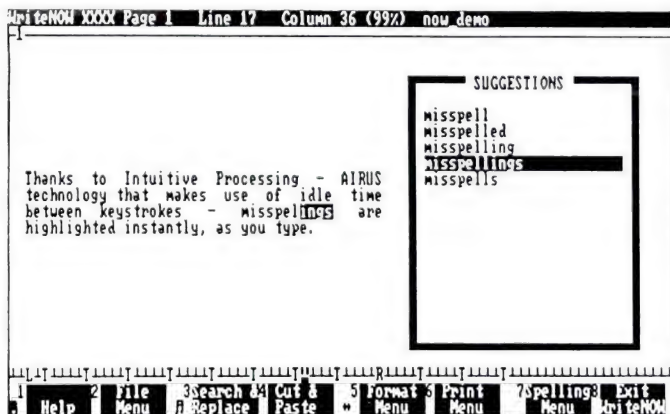 WriteNOW XXXX Page 1 Line 17 Column 36 (99%) now_demo
SUGGESTIONS
misspell
misspelled
misspelling
misspellings
misspells
Thanks to Intuitive Processing - AIRUS
technology that makes use of idle time
between keystrokes - misspelings are
highlighted instantly, as you type.
1 Help
2 File Menu
3 Search & Replace
4 Cut & Paste
5 Format Menu
6 Print Menu
7 Spelling Menu
8 Exit WriteNOW